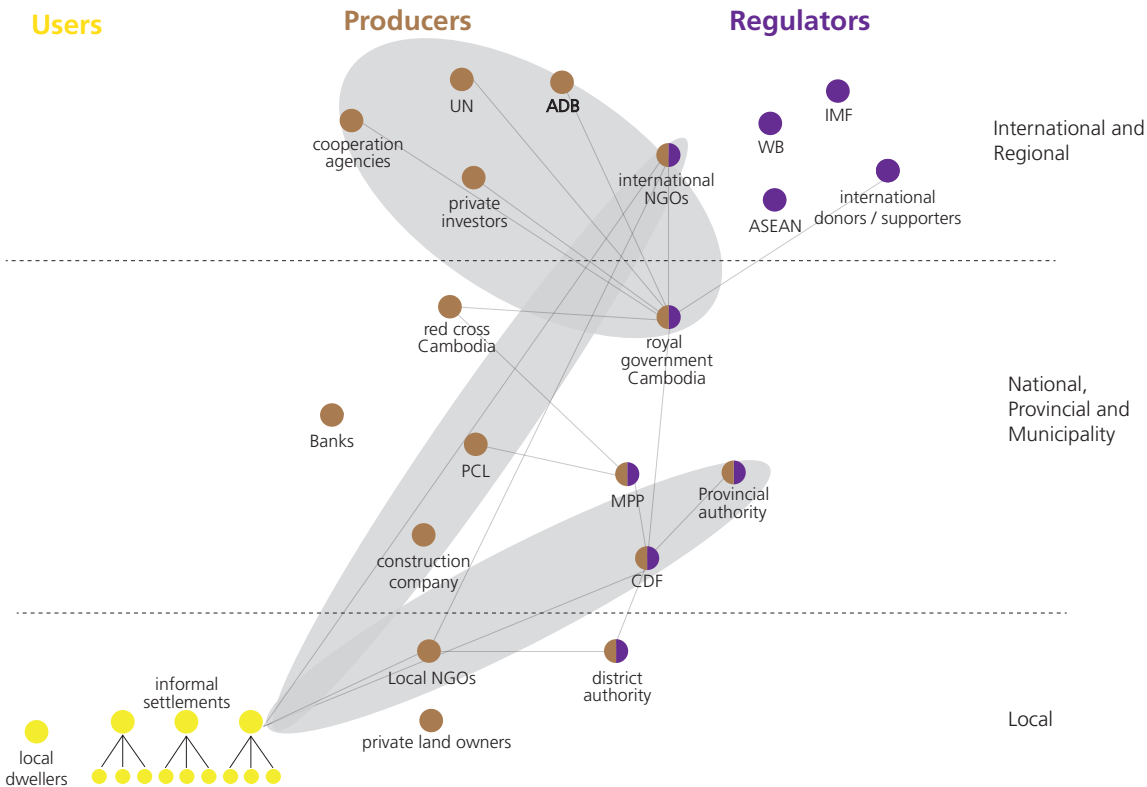 Users
Producers
Regulators
UN
ADB
IMF
WB
cooperation
agencies
international
NGOs
private
investors
international
donors / supporters
ASEAN
International and
Regional
red cross
Cambodia
royal
government
Cambodia
Banks
PCL
MPP
Provincial
authority
National,
Provincial and
Municipality
construction
company
CDF
Local NGOs
district
authority
informal
settlements
private land owners
local
dwellers
Local